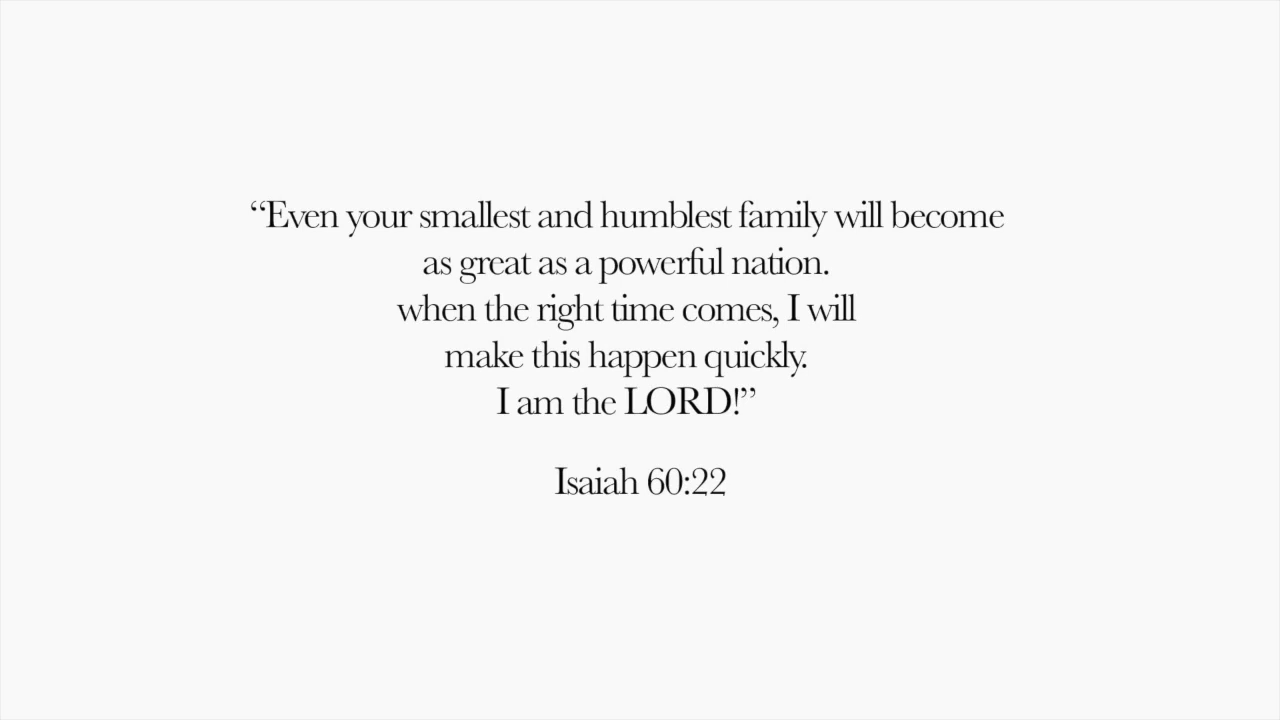 “Even your smallest and humblest family will become
as great as a powerful nation.
when the right time comes, I will
make this happen quickly.
I am the LORD!”
Isaiah 60:22